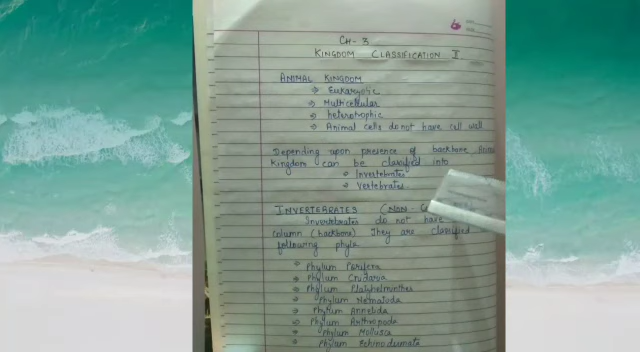 CH - 3
KINGDOM CLASSIFICATION I
ANIMAL KINGDOM
Eukaryotic
Multicellular
heterotrophic
Animal cells do not have cell wall
Depending upon presence of backbone Animal
Kingdom can be classified into
Invertebrates
Vertebrates
INVERTEBRATES (NON-
Invertebrates do not have
column (backbone) They are classified
following phyla
Phylum Porifera
Phylum Cnidaria
Phylum Platyhelminthes
Phylum Nematoda
Phylum Annelida
Phylum Arthropoda
Phylum Mollusca
Phylum Echinodermata